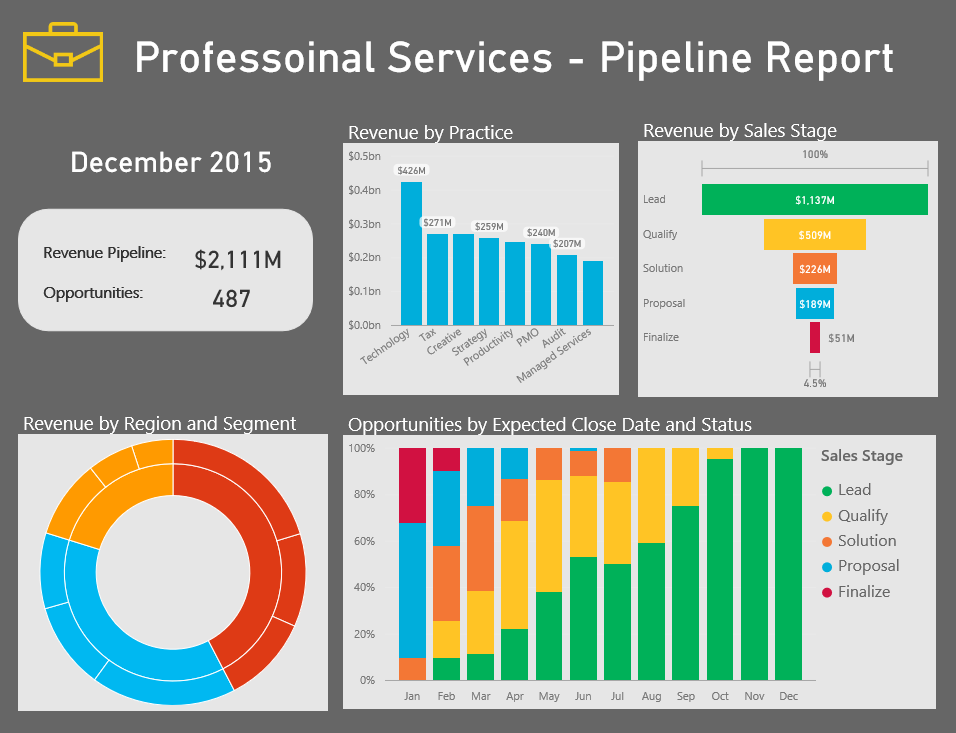 Professoinal Services - Pipeline Report
December 2015
Revenue Pipeline: $2,111M
Opportunities: 487
Revenue by Practice
$0.5bn
$0.4bn
$0.3bn
$0.2bn
$0.1bn
$0.0bn
$426M
$271M
$259M
$240M
$207M
Technology
Tax
Creative
Strategy
Productivity
PMO
Audit
Managed Services
Revenue by Sales Stage
100%
Lead $1,137M
Qualify $509M
Solution $226M
Proposal $189M
Finalize $51M
4.5%
Revenue by Region and Segment
Opportunities by Expected Close Date and Status
100%
80%
60%
40%
20%
0%
Jan Feb Mar Apr May Jun Jul Aug Sep Oct Nov Dec
Sales Stage
Lead
Qualify
Solution
Proposal
Finalize